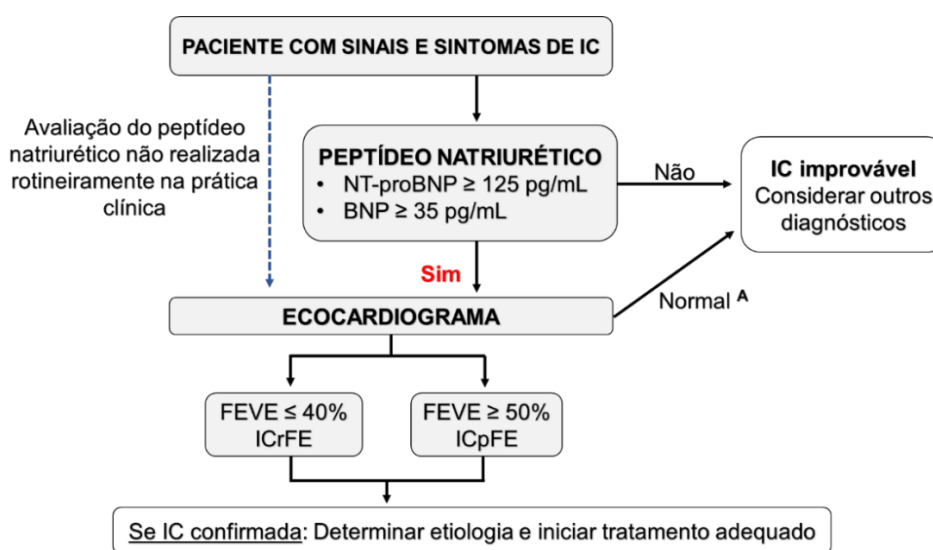 PACIENTE COM SINAIS E SINTOMAS DE IC
Avaliação do peptídeo
natriurético não realizada
rotineiramente na prática
clínica
PEPTÍDEO NATRIURÉTICO
• NT-proBNP ≥ 125 pg/mL
• BNP ≥ 35 pg/mL
Não
IC improvável
Considerar outros
diagnósticos
Sim
Normal A
ECOCARDIOGRAMA
FEVE ≤ 40%
ICrFE
FEVE ≥ 50%
ICpFE
Se IC confirmada: Determinar etiologia e iniciar tratamento adequado